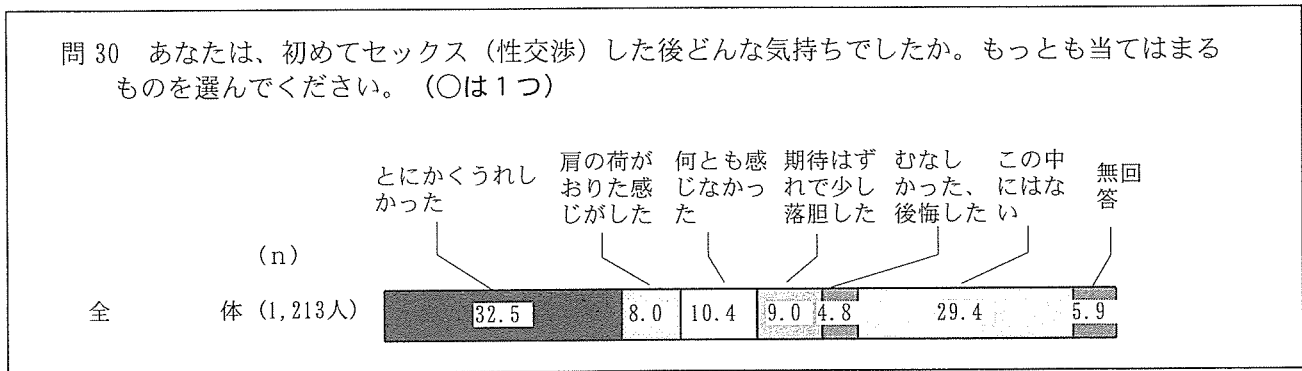 問30 あなたは、初めてセックス（性交渉）した後どんな気持ちでしたか。もっとも当てはまる
ものを選んでください。（○は１つ）
とにかくうれし
かった
肩の荷が
おりた感
じがした
何とも感
じなかっ
た
期待はず
れで少し
落胆した
むなし
かった、
後悔した
この中
にはな
い
無回
答
(n)
全 体 (1,213人)
32.5 8.0 10.4 9.0 4.8 29.4 5.9